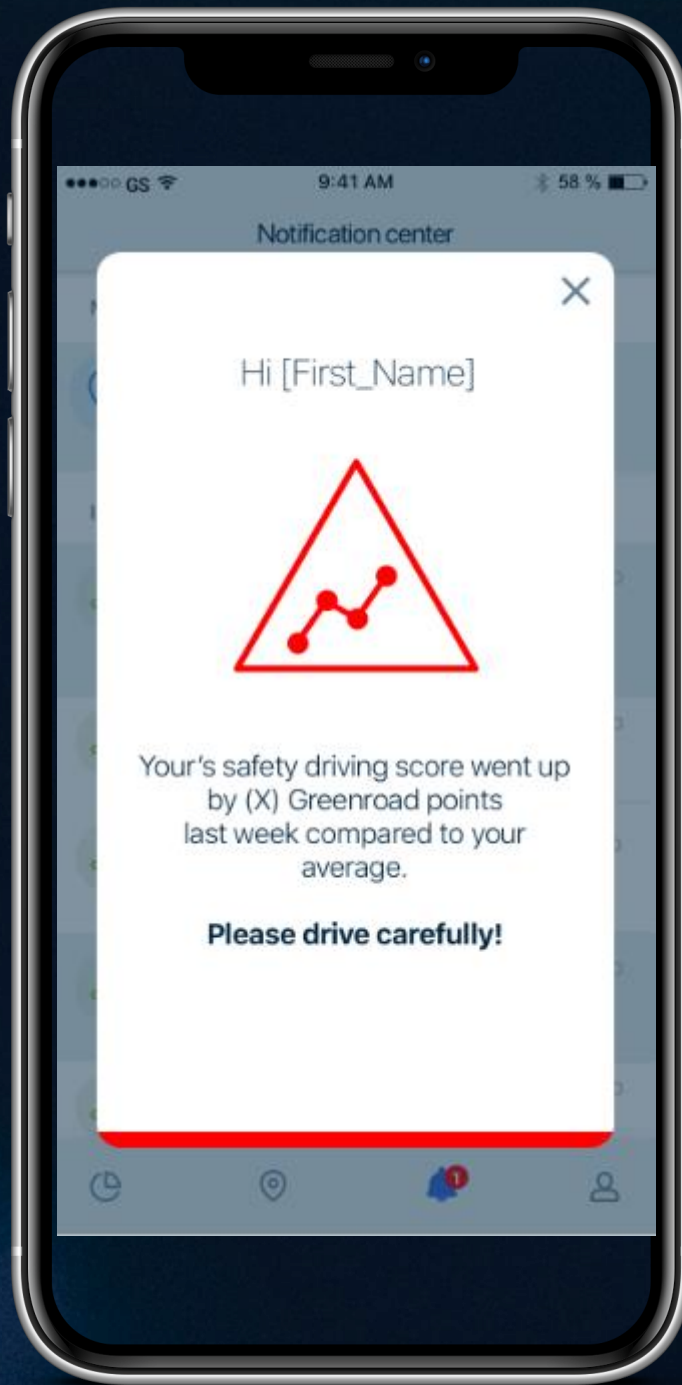 GS 9:41 AM 58 %
Notification center
Hi [First_Name]
Your's safety driving score went up
by (X) Greenroad points
last week compared to your
average.
Please drive carefully!
1